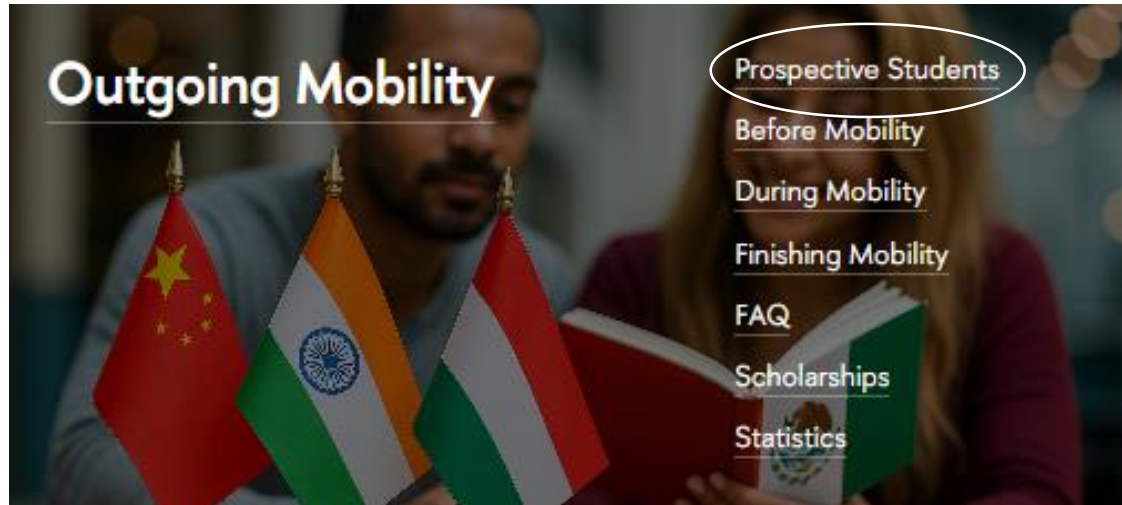 Outgoing Mobility
Prospective Students
Before Mobility
During Mobility
Finishing Mobility
FAQ
Scholarships
Statistics